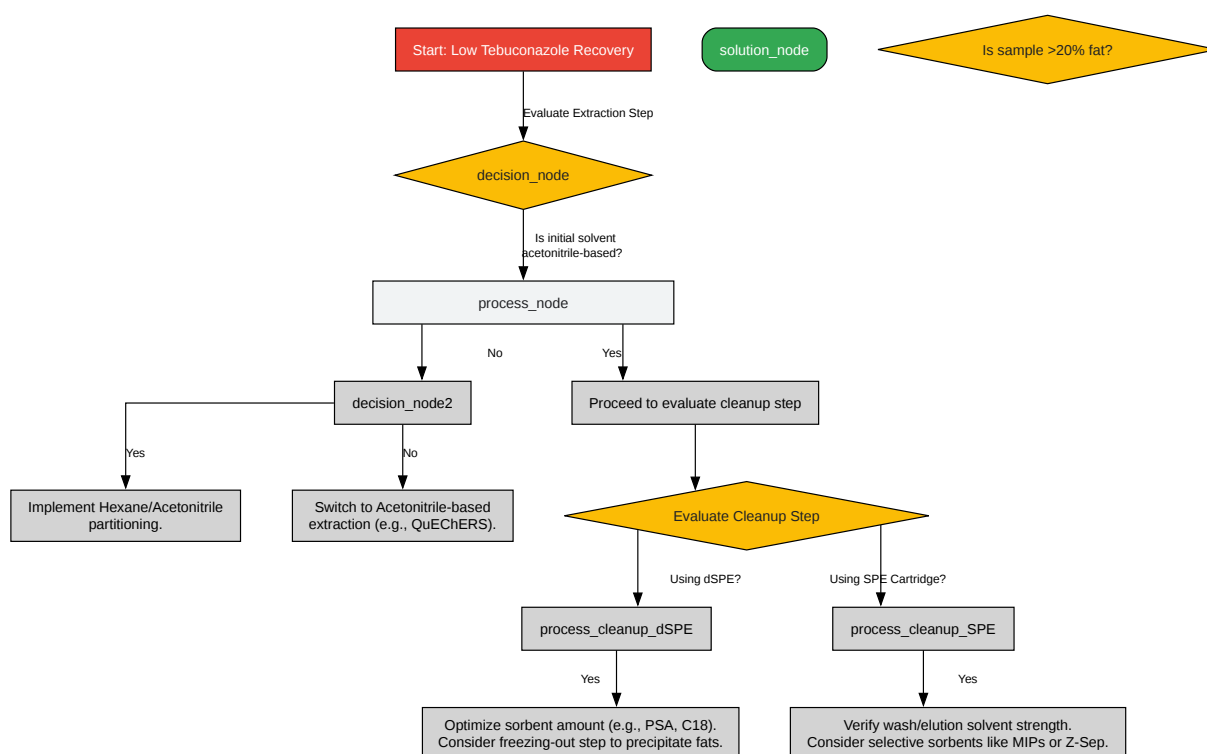 Start: Low Tebuconazole Recovery
solution_node
Is sample >20% fat?
Evaluate Extraction Step
decision_node
Is initial solvent
acetonitrile-based?
process_node
No
Yes
decision_node2
Proceed to evaluate cleanup step
Yes
No
Implement Hexane/Acetonitrile
partitioning.
Switch to Acetonitrile-based
extraction (e.g., QuEChERS).
Evaluate Cleanup Step
Using dSPE?
Using SPE Cartridge?
process_cleanup_dSPE
process_cleanup_SPE
Yes
Yes
Optimize sorbent amount (e.g., PSA, C18).
Consider freezing-out step to precipitate fats.
Verify wash/elution solvent strength.
Consider selective sorbents like MIPs or Z-Sep.